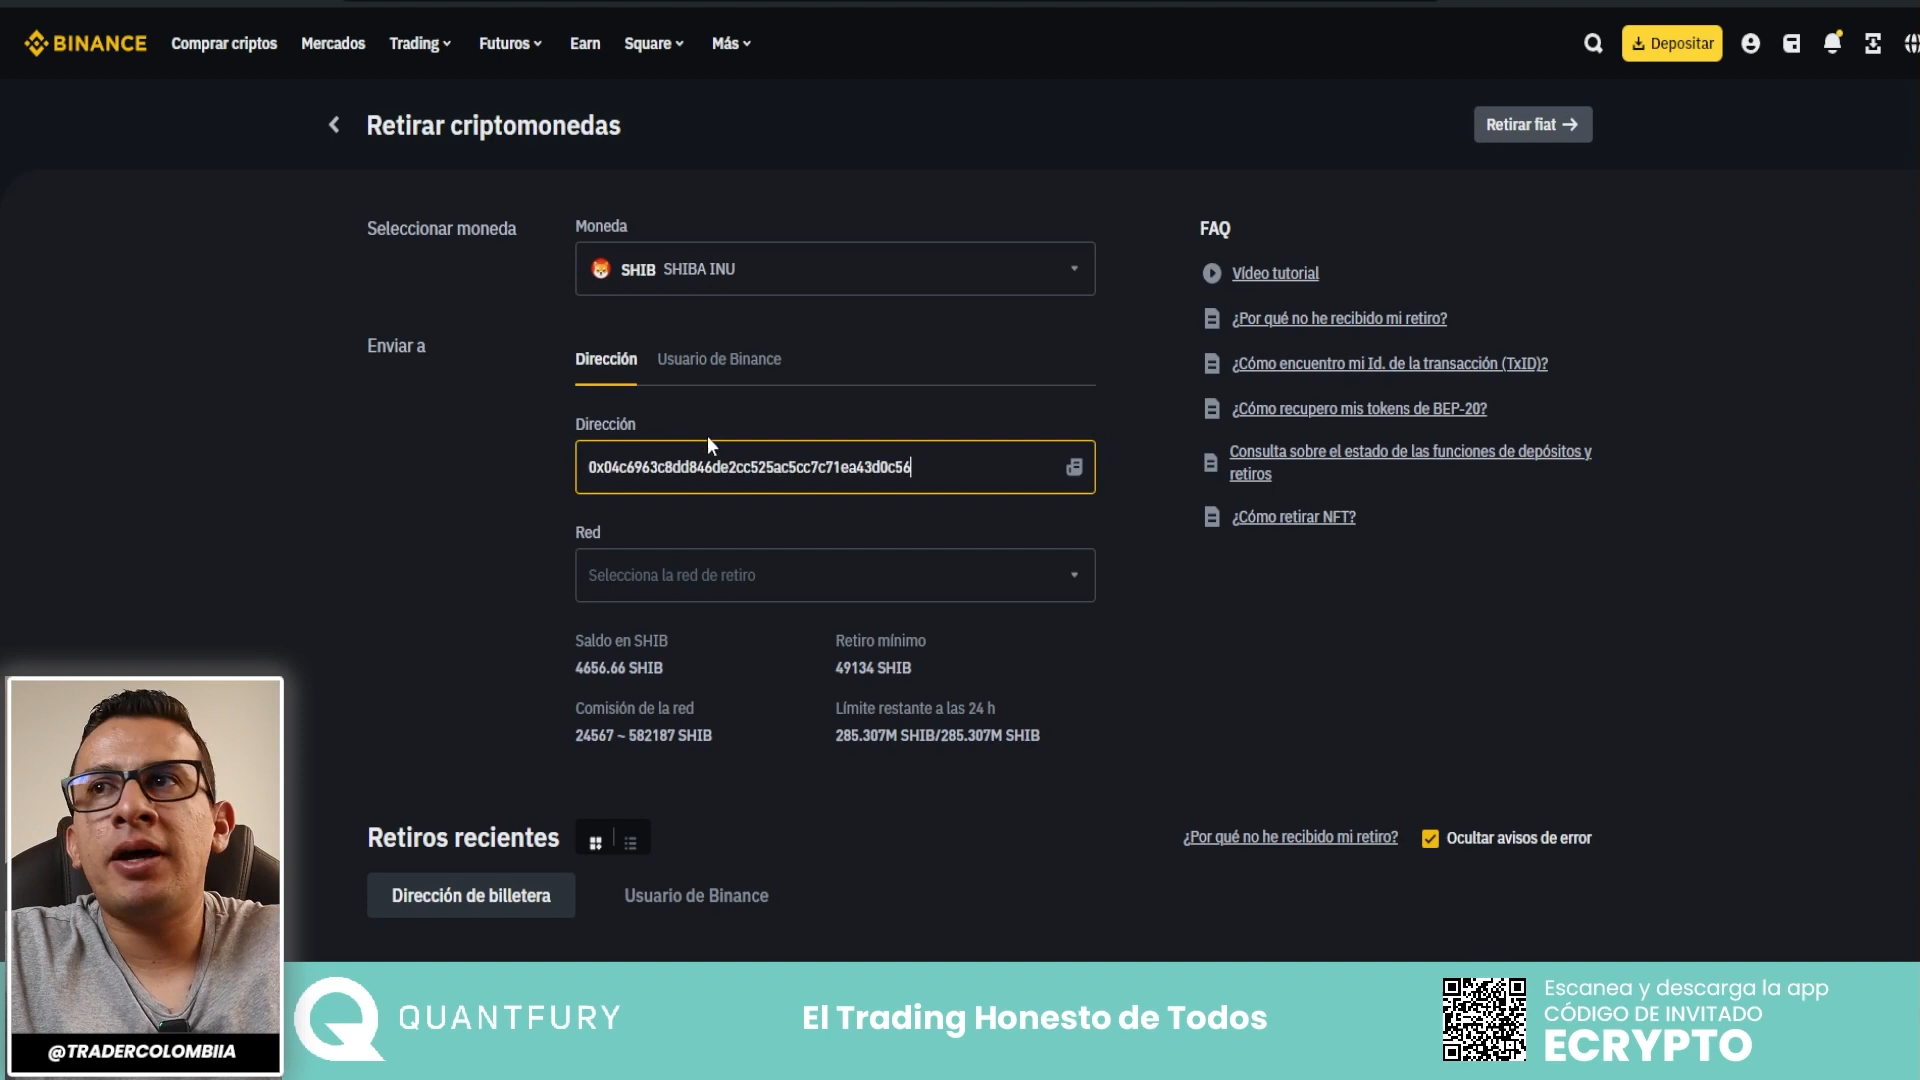 BINANCE Comprar criptos Mercados Trading Futuros Earn Square Más Depositar
Retirar criptomonedas
Retirar fiat →
Seleccionar moneda
Moneda
SHIB SHIBA INU
Enviar a
Dirección Usuario de Binance
Dirección
0x04c6963c8dd846de2cc525ac5cc7c71ea43d0c56
Red
Selecciona la red de retiro
Saldo en SHIB
4656.66 SHIB
Retiro mínimo
49134 SHIB
Comisión de la red
24567 ~ 582187 SHIB
Límite restante a las 24 h
285.307M SHIB/285.307M SHIB
FAQ
Vídeo tutorial
¿Por qué no he recibido mi retiro?
¿Cómo encuentro mi Id. de la transacción (TxID)?
¿Cómo recupero mis tokens de BEP-20?
Consulta sobre el estado de las funciones de depósitos y
retiros
¿Cómo retirar NFT?
Retiros recientes
¿Por qué no he recibido mi retiro? Ocultar avisos de error
Dirección de billetera Usuario de Binance
@TRADERCOLOMBIIA
QUANTFURY
El Trading Honesto de Todos
Escanea y descarga la app
CÓDIGO DE INVITADO
ECRYPTO